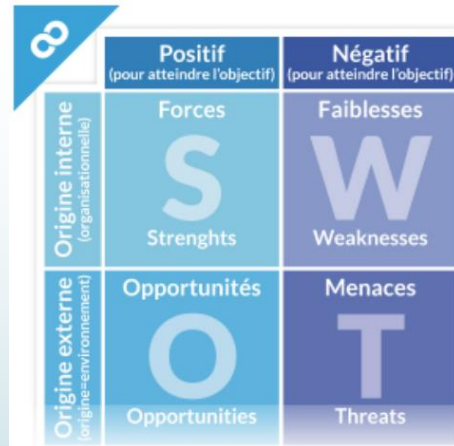 Positif
(pour atteindre l'objectif)
Négatif
(pour atteindre l'objectif)
Origine interne
(organisationnelle)
Forces
S
Strenghts
Faiblesses
W
Weaknesses
Origine externe
(origine=environnement)
Opportunités
O
Opportunities
Menaces
T
Threats